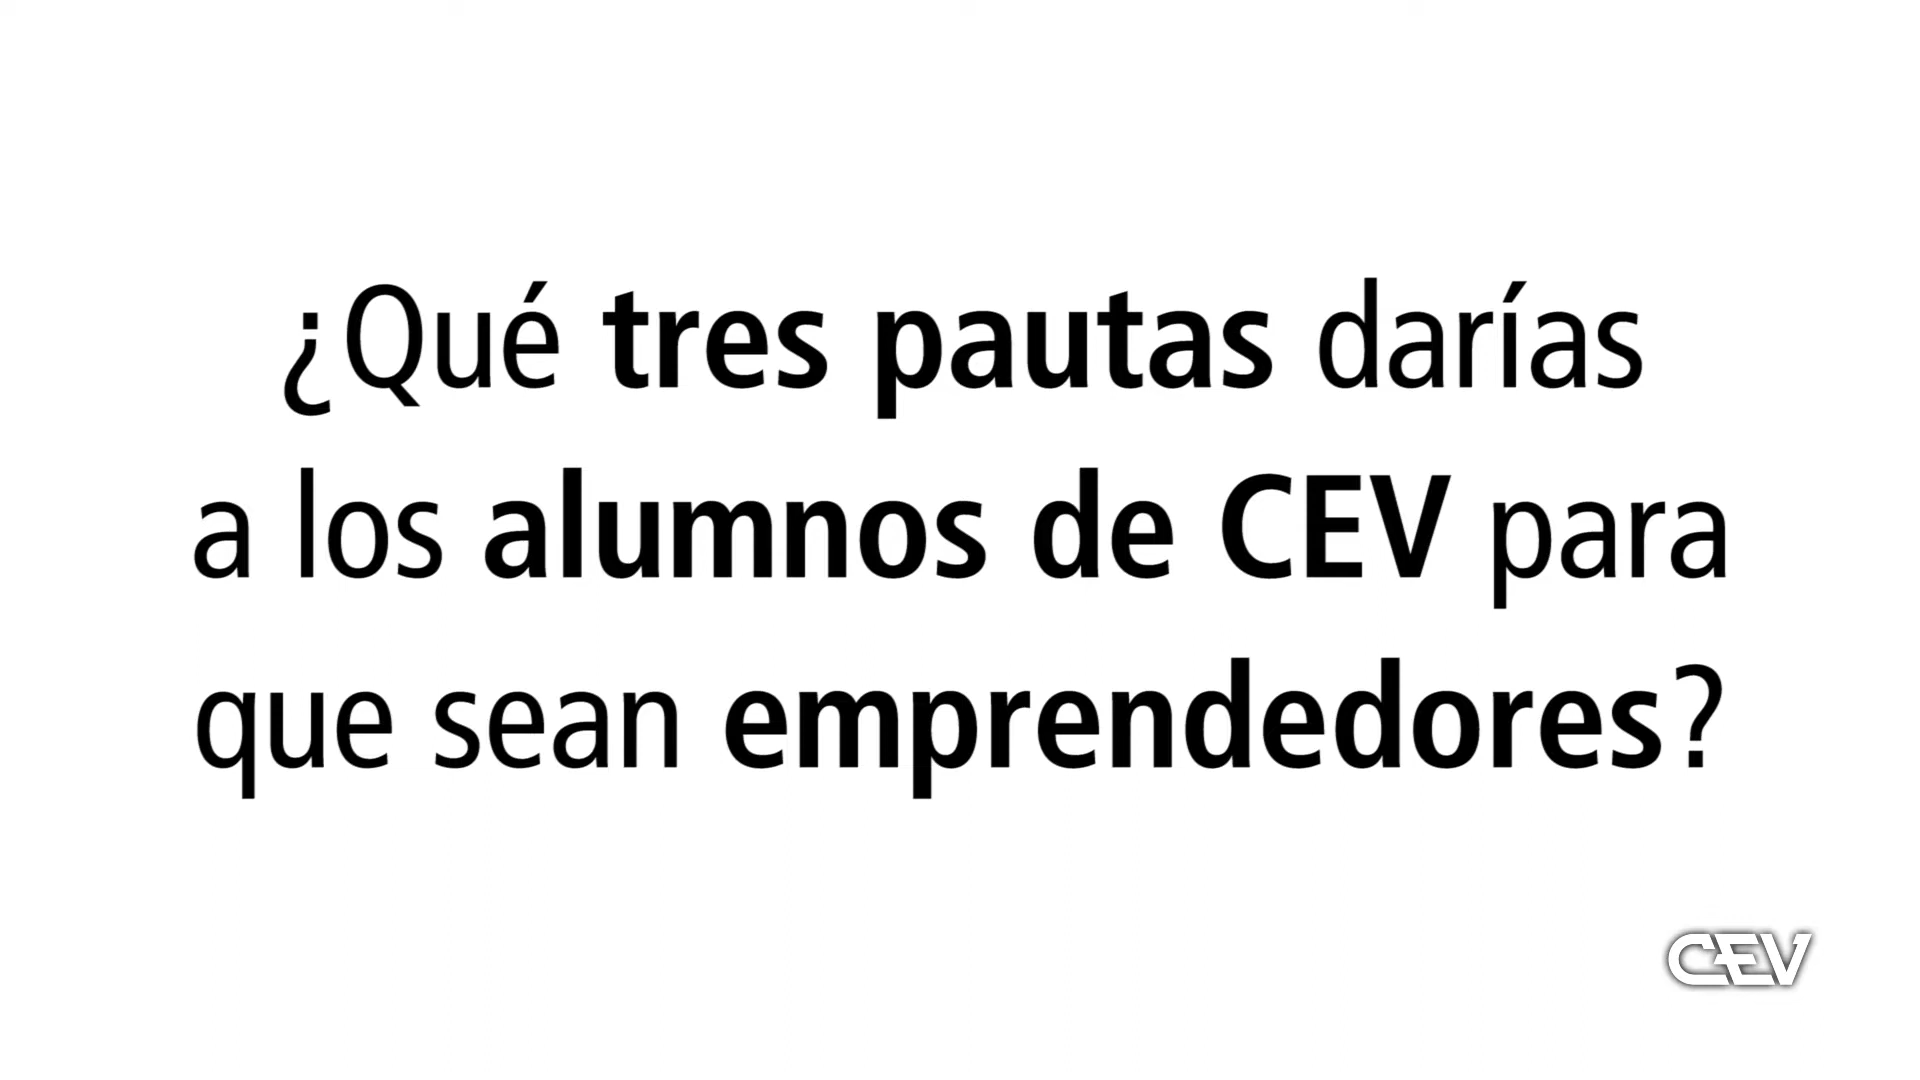 ¿Qué tres pautas darías
a los alumnos de CEV para
que sean emprendedores?
CEV